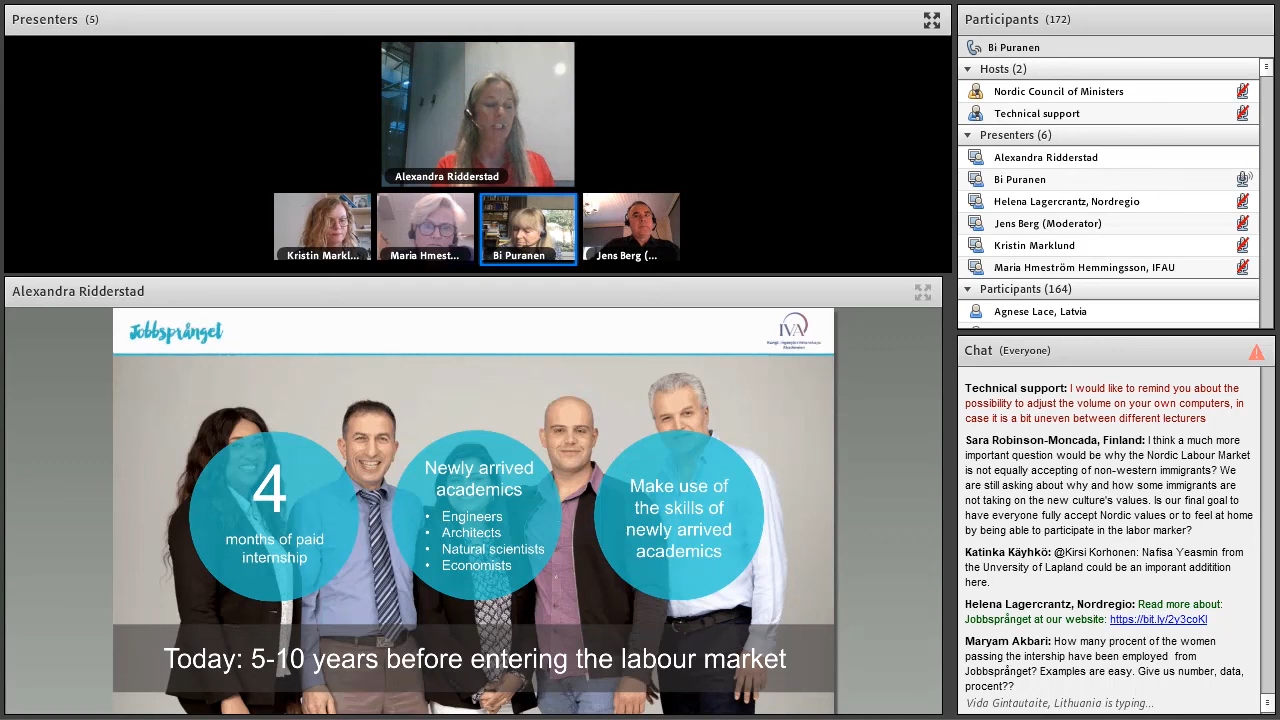 Presenters (5)
Alexandra Ridderstad
Kristin Markl...
Maria Hmest...
Bi Puranen
Jens Berg (...
Alexandra Ridderstad
Jobbsprånget
IVA
4
months of paid
internship
Newly arrived
academics
• Engineers
• Architects
• Natural scientists
• Economists
Make use of
the skills of
newly arrived
academics
Today: 5-10 years before entering the labour market
Participants (172)
Bi Puranen
Hosts (2)
Nordic Council of Ministers
Technical support
Presenters (6)
Alexandra Ridderstad
Bi Puranen
Helena Lagercrantz, Nordregio
Jens Berg (Moderator)
Kristin Marklund
Maria Hmeström Hemmingsson, IFAU
Participants (164)
Agnese Lace, Latvia
Chat (Everyone)
Technical support: I would like to remind you about the
possibility to adjust the volume on your own computers, in
case it is a bit uneven between different lecturers
Sara Robinson-Moncada, Finland: I think a much more
important question would be why the Nordic Labour Market
is not equally accepting of non-western immigrants? We
are still asking about why and how some immigrants are
not taking on the new culture's values. Is our final goal to
have everyone fully accept Nordic values or to feel at home
by being able to participate in the labor market?
Katinka Käyhkö: @Kirsi Korhonen: Nafisa Yeasmin from
the Unversity of Lapland could be an imporant additition
here.
Helena Lagercrantz, Nordregio: Read more about:
Jobbsprånget at our website: https://bit.ly/2y3coKl
Maryam Akbari: How many procent of the women
passing the intership have been employed from
Jobbsprånget? Examples are easy. Give us number, data,
procent??
Vida Gintautaite, Lithuania is typing...